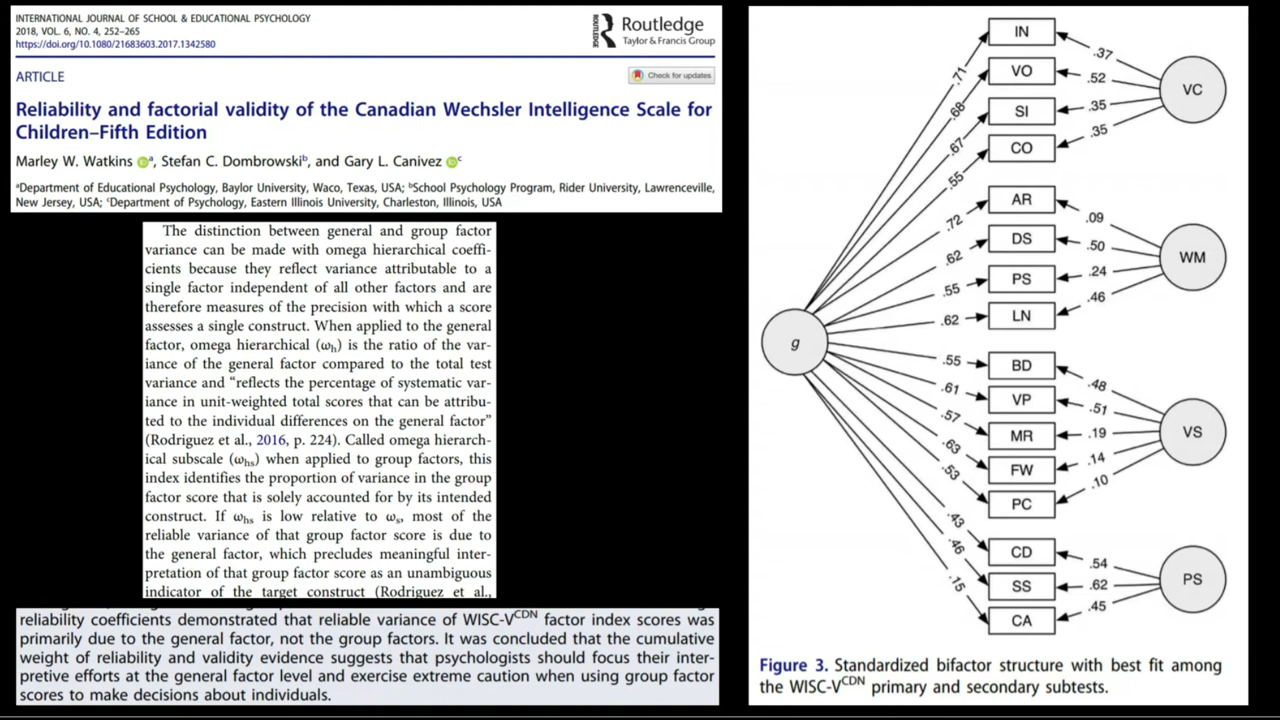 INTERNATIONAL JOURNAL OF SCHOOL & EDUCATIONAL PSYCHOLOGY
2018, VOL. 6, NO. 4, 252–265
https://doi.org/10.1080/21683603.2017.1342580
ROUTLEDGE
Routledge
Taylor & Francis Group
ARTICLE
Check for updates
Reliability and factorial validity of the Canadian Wechsler Intelligence Scale for
Children–Fifth Edition
Marley W. Watkins iD a, Stefan C. Dombrowski b, and Gary L. Canivez iD c
aDepartment of Educational Psychology, Baylor University, Waco, Texas, USA; bSchool Psychology Program, Rider University, Lawrenceville,
New Jersey, USA; cDepartment of Psychology, Eastern Illinois University, Charleston, Illinois, USA
The distinction between general and group factor
variance can be made with omega hierarchical coeffi-
cients because they reflect variance attributable to a
single factor independent of all other factors and are
therefore measures of the precision with which a score
assesses a single construct. When applied to the general
factor, omega hierarchical (ωh) is the ratio of the var-
iance of the general factor compared to the total test
variance and “reflects the percentage of systematic var-
iance in unit-weighted total scores that can be attribu-
ted to the individual differences on the general factor”
(Rodriguez et al., 2016, p. 224). Called omega hierarch-
ical subscale (ωhs) when applied to group factors, this
index identifies the proportion of variance in the group
factor score that is solely accounted for by its intended
construct. If ωhs is low relative to ωs, most of the
reliable variance of that group factor score is due to
the general factor, which precludes meaningful inter-
pretation of that group factor score as an unambiguous
indicator of the target construct (Rodriguez et al.,
reliability coefficients demonstrated that reliable variance of WISC-VCDN factor index scores was
primarily due to the general factor, not the group factors. It was concluded that the cumulative
weight of reliability and validity evidence suggests that psychologists should focus their inter-
pretive efforts at the general factor level and exercise extreme caution when using group factor
scores to make decisions about individuals.
g
.71 IN .37
.68 VO .52
.67 SI .35
.55 CO .35
VC
.72 AR .09
.62 DS .50
.55 PS .24
.62 LN .46
WM
.55 BD .48
.61 VP .51
.57 MR .19
.63 FW .14
.53 PC .10
VS
.43 CD .54
.46 SS .62
.15 CA .45
PS
Figure 3. Standardized bifactor structure with best fit among
the WISC-VCDN primary and secondary subtests.